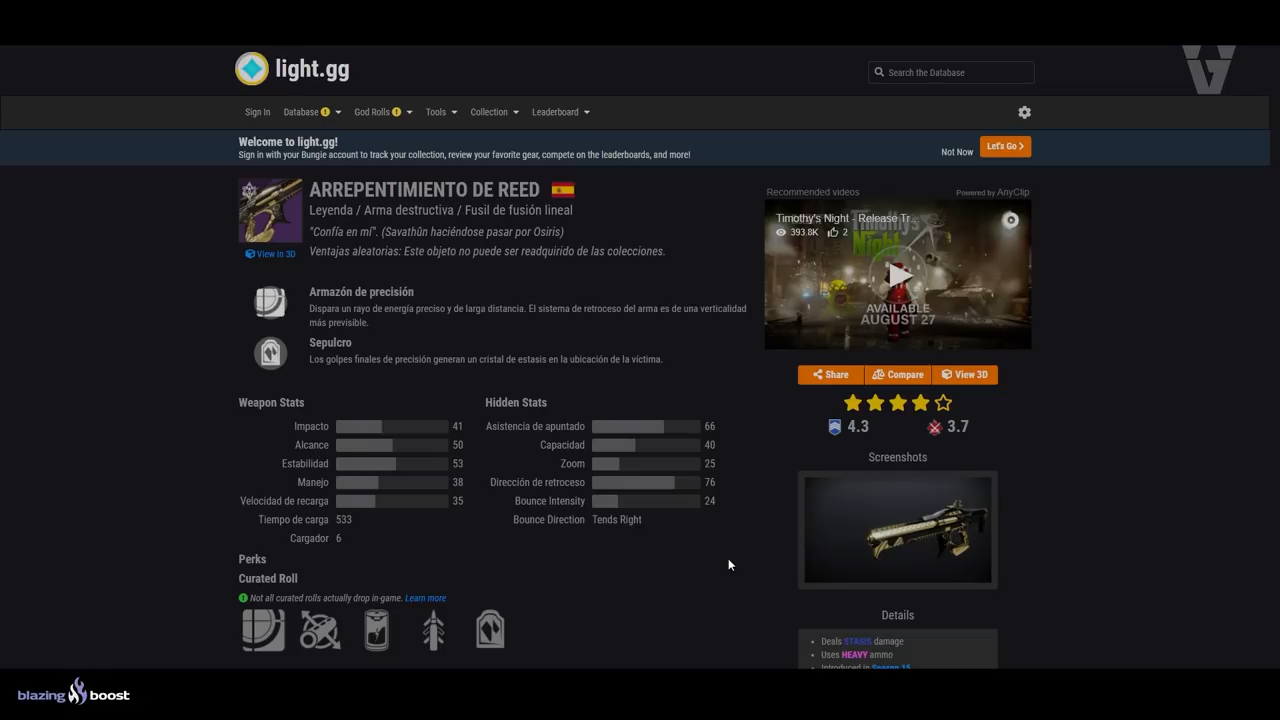 light.gg
Search the Database
Sign In Database God Rolls Tools Collection Leaderboard
Welcome to light.gg!
Sign in with your Bungie account to track your collection, review your favorite gear, compete on the leaderboards, and more!
Not Now Let's Go
ARREPENTIMIENTO DE REED
Leyenda / Arma destructiva / Fusil de fusión lineal
"Confía en mí". (Savathûn haciéndose pasar por Osiris)
Ventajas aleatorias: Este objeto no puede ser readquirido de las colecciones.
View In 3D
Recommended videos Powered by AnyClip
Timothy's Night - Release Tr...
393.8K 2
Timothy's
Night
AVAILABLE
AUGUST 27
Armazón de precisión
Dispara un rayo de energía preciso y de larga distancia. El sistema de retroceso del arma es de una verticalidad
más previsible.
Sepulcro
Los golpes finales de precisión generan un cristal de estasis en la ubicación de la víctima.
Share Compare View 3D
4.3 3.7
Weapon Stats
Impacto 41
Alcance 50
Estabilidad 53
Manejo 38
Velocidad de recarga 35
Tiempo de carga 533
Cargador 6
Hidden Stats
Asistencia de apuntado 66
Capacidad 40
Zoom 25
Dirección de retroceso 76
Bounce Intensity 24
Bounce Direction Tends Right
Screenshots
Perks
Curated Roll
Not all curated rolls actually drop in-game. Learn more
Details
Deals STASIS damage
Uses HEAVY ammo
Introduced in Season 15
blazing boost